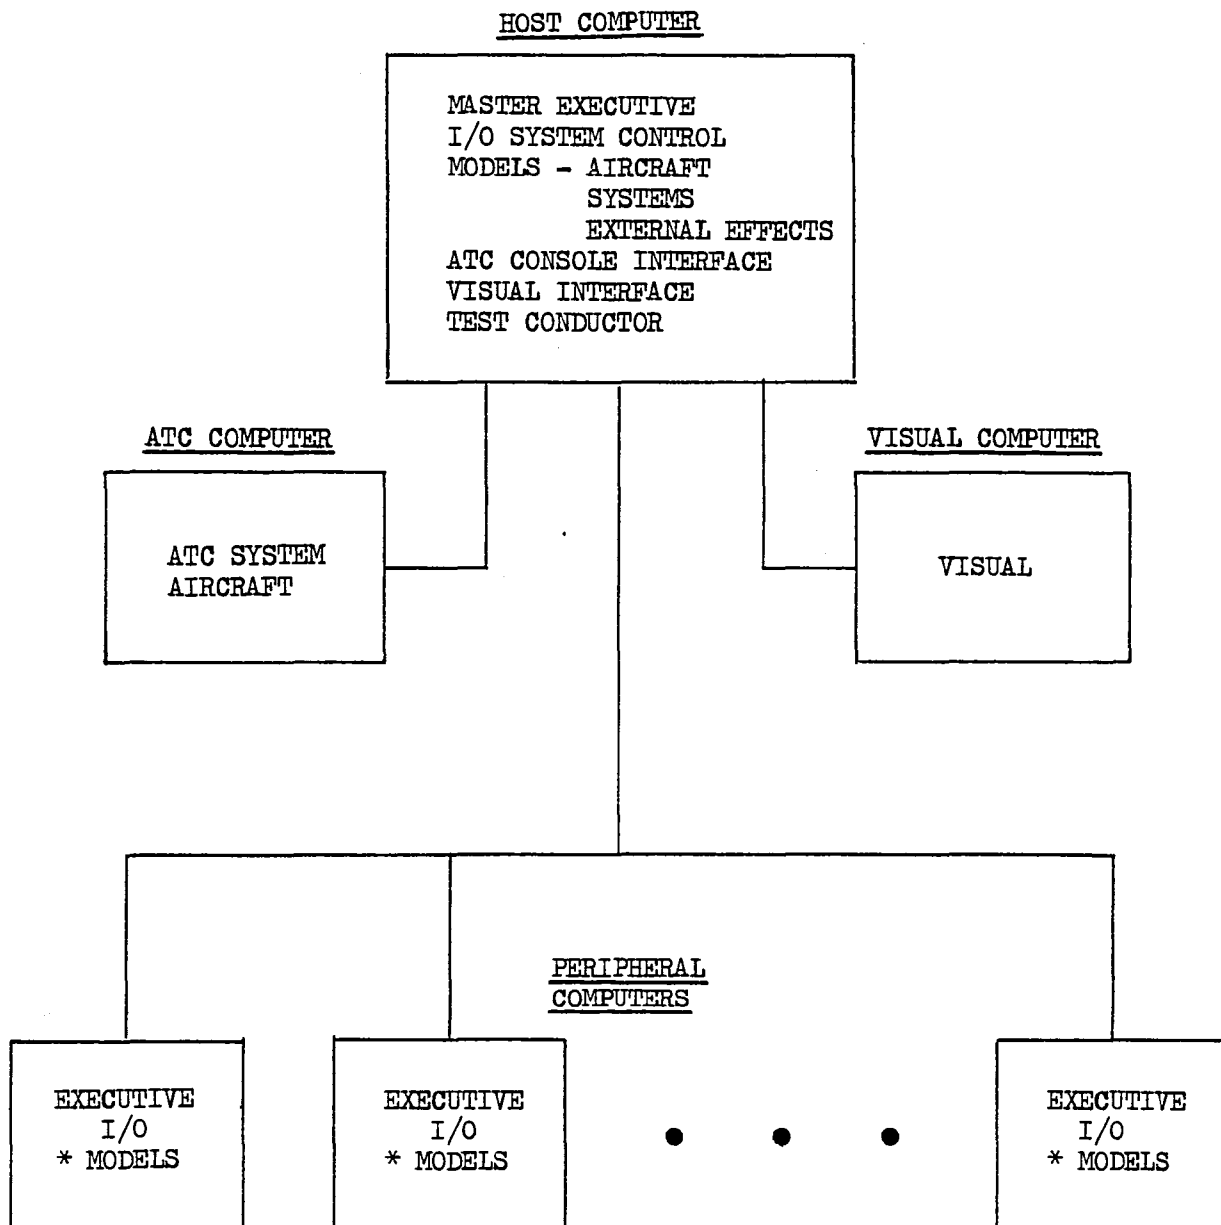 HOST COMPUTER
MASTER EXECUTIVE
I/O SYSTEM CONTROL
MODELS - AIRCRAFT
SYSTEMS
EXTERNAL EFFECTS
ATC CONSOLE INTERFACE
VISUAL INTERFACE
TEST CONDUCTOR
ATC COMPUTER
VISUAL COMPUTER
ATC SYSTEM
AIRCRAFT
VISUAL
PERIPHERAL
COMPUTERS
EXECUTIVE
I/O
* MODELS
EXECUTIVE
I/O
* MODELS
EXECUTIVE
I/O
* MODELS